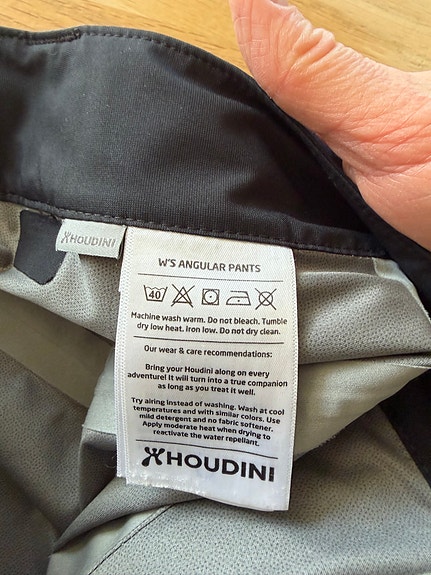 HOUDINI
W'S ANGULAR PANTS
40
Machine wash warm. Do not bleach. Tumble
dry low heat. Iron low. Do not dry clean.
Our wear & care recommendations:
Bring your Houdini along on every
adventure! It will turn into a true companion
as long as you treat it well.
Try airing instead of washing. Wash at cool
temperatures and with similar colors. Use
mild detergent and no fabric softener.
Apply moderate heat when drying to
reactivate the water repellant.
HOUDINI